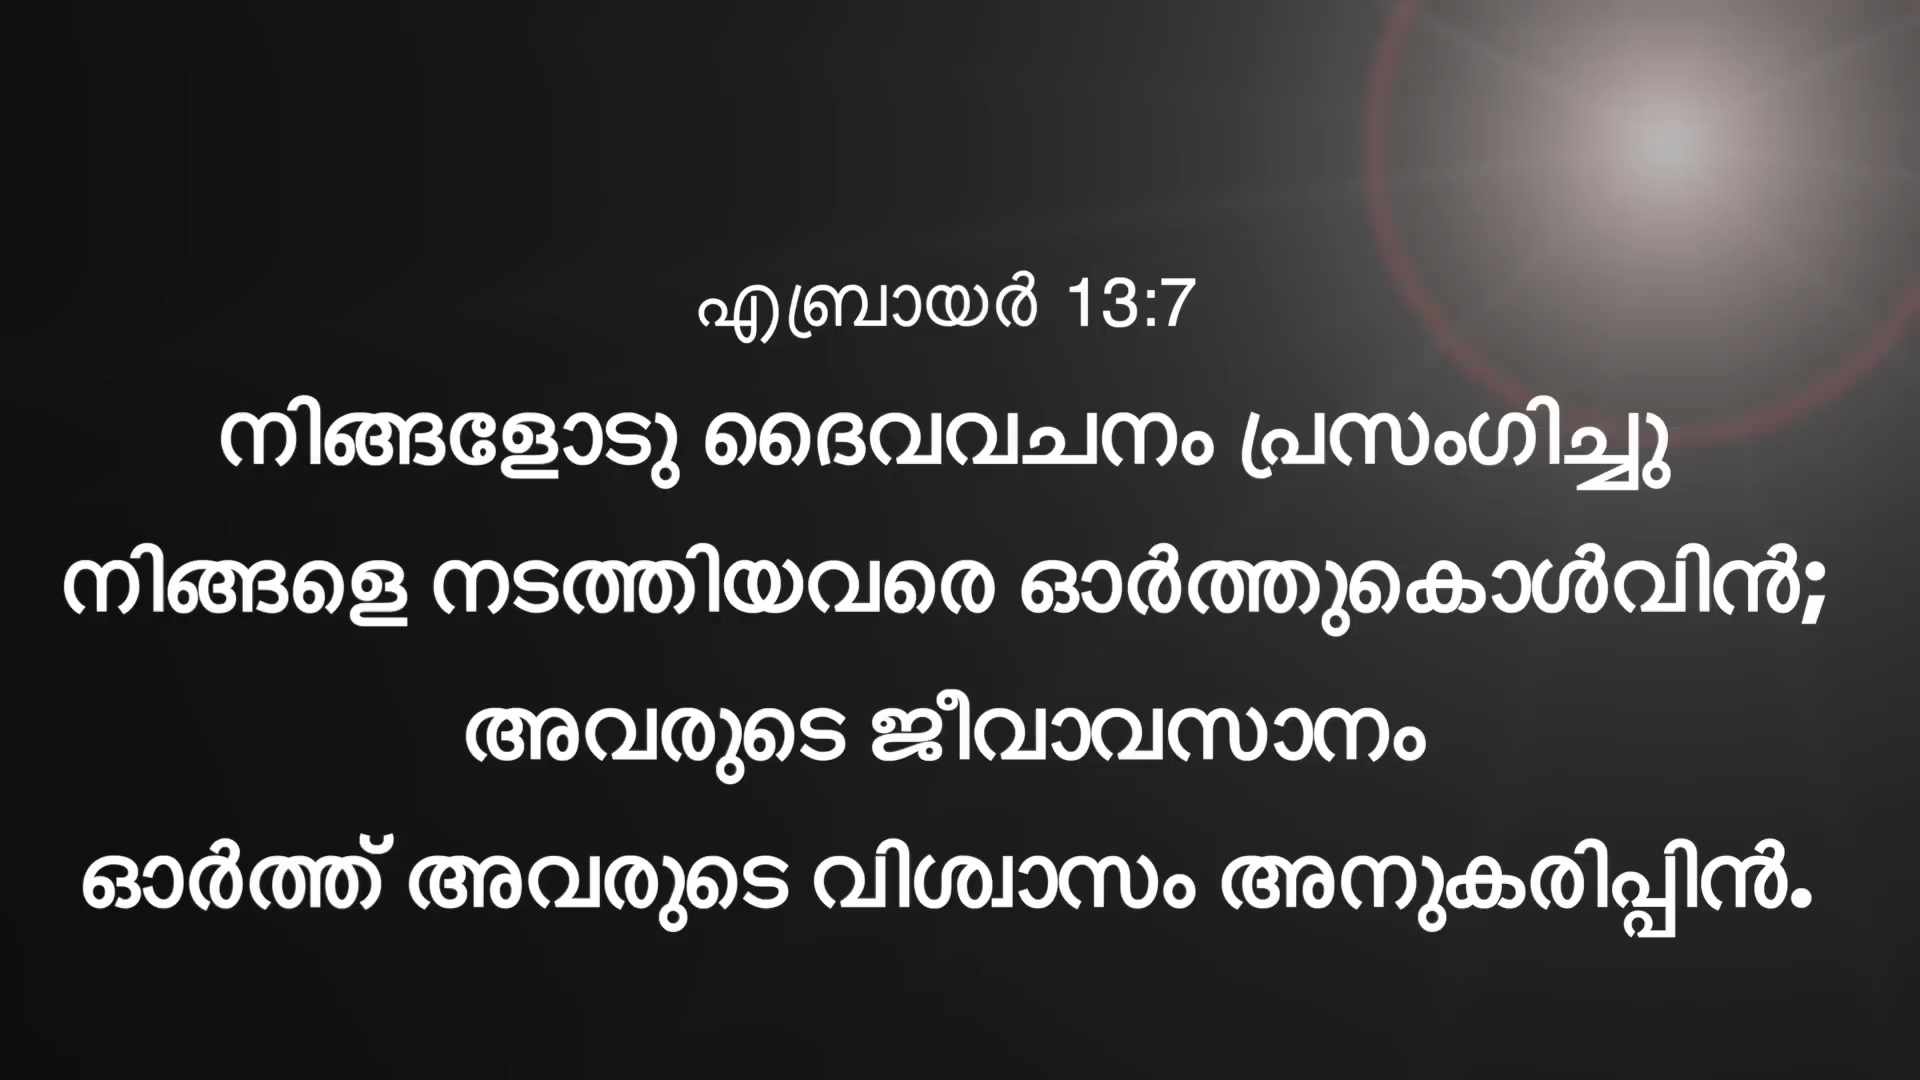 എബ്രായർ 13:7
നിങ്ങളോടു ദൈവവചനം പ്രസംഗിച്ചു
നിങ്ങളെ നടത്തിയവരെ ഓർത്തുകൊൾവിൻ;
അവരുടെ ജീവാവസാനം
ഓർത്ത് അവരുടെ വിശ്വാസം അനുകരിപ്പിൻ.